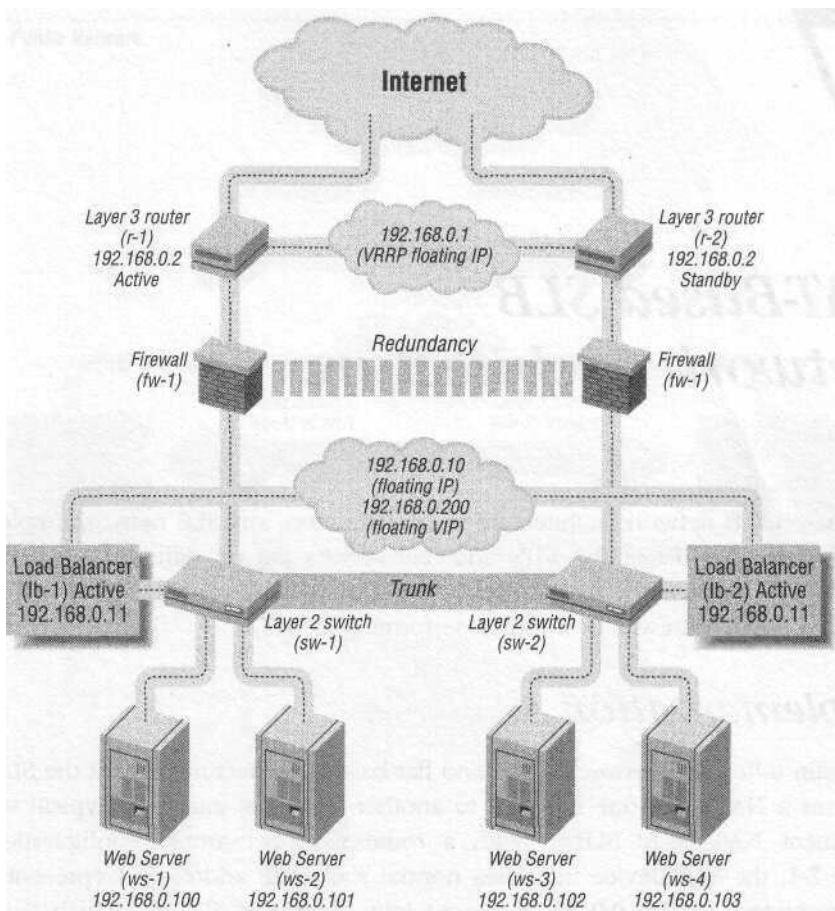 Internet
Layer 3 router
(r-1)
192.168.0.2
Active
192.168.0.1
(VRRP floating IP)
Layer 3 router
(r-2)
192.168.0.2
Standby
Firewall
(fw-1)
Redundancy
Firewall
(fw-1)
192.168.0.10
(floating IP)
192.168.0.200
(floating VIP)
Load Balancer
(lb-1) Active
192.168.0.11
Trunk
Load Balancer
(lb-2) Active
192.168.0.11
Layer 2 switch
(sw-1)
Layer 2 switch
(sw-2)
Web Server
(ws-1)
192.168.0.100
Web Server
(ws-2)
192.168.0.101
Web Server
(ws-3)
192.168.0.102
Web Server
(ws-4)
192.168.0.103